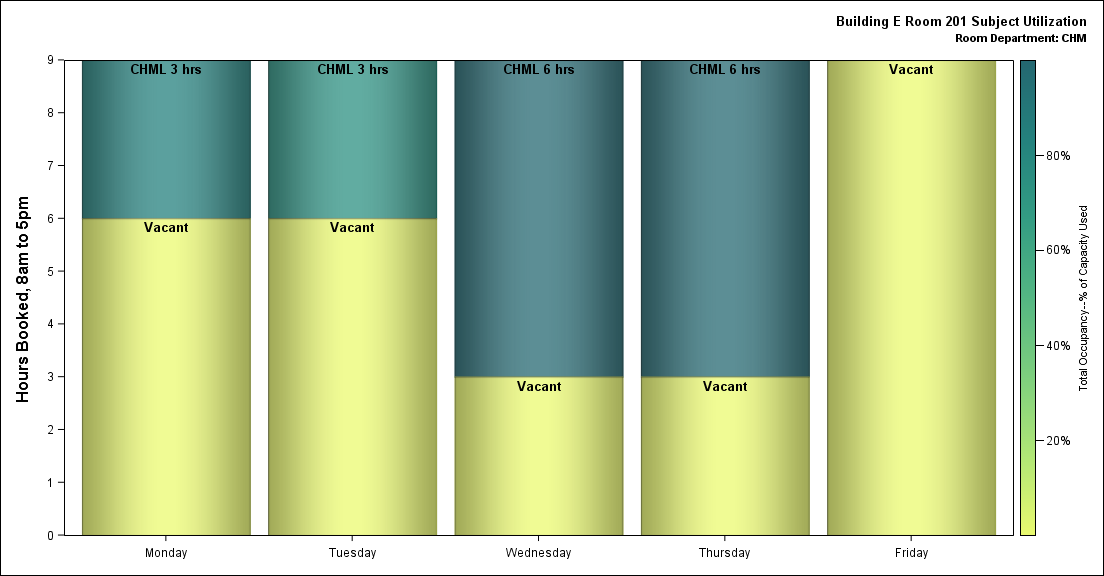 Building E Room 201 Subject Utilization
Room Department: CHM
Hours Booked, 8am to 5pm
9
8
7
6
5
4
3
2
1
0
CHML 3 hrs
Vacant
CHML 3 hrs
Vacant
CHML 6 hrs
Vacant
CHML 6 hrs
Vacant
Vacant
Monday
Tuesday
Wednesday
Thursday
Friday
80%
60%
40%
20%
Total Occupancy--% of Capacity Used